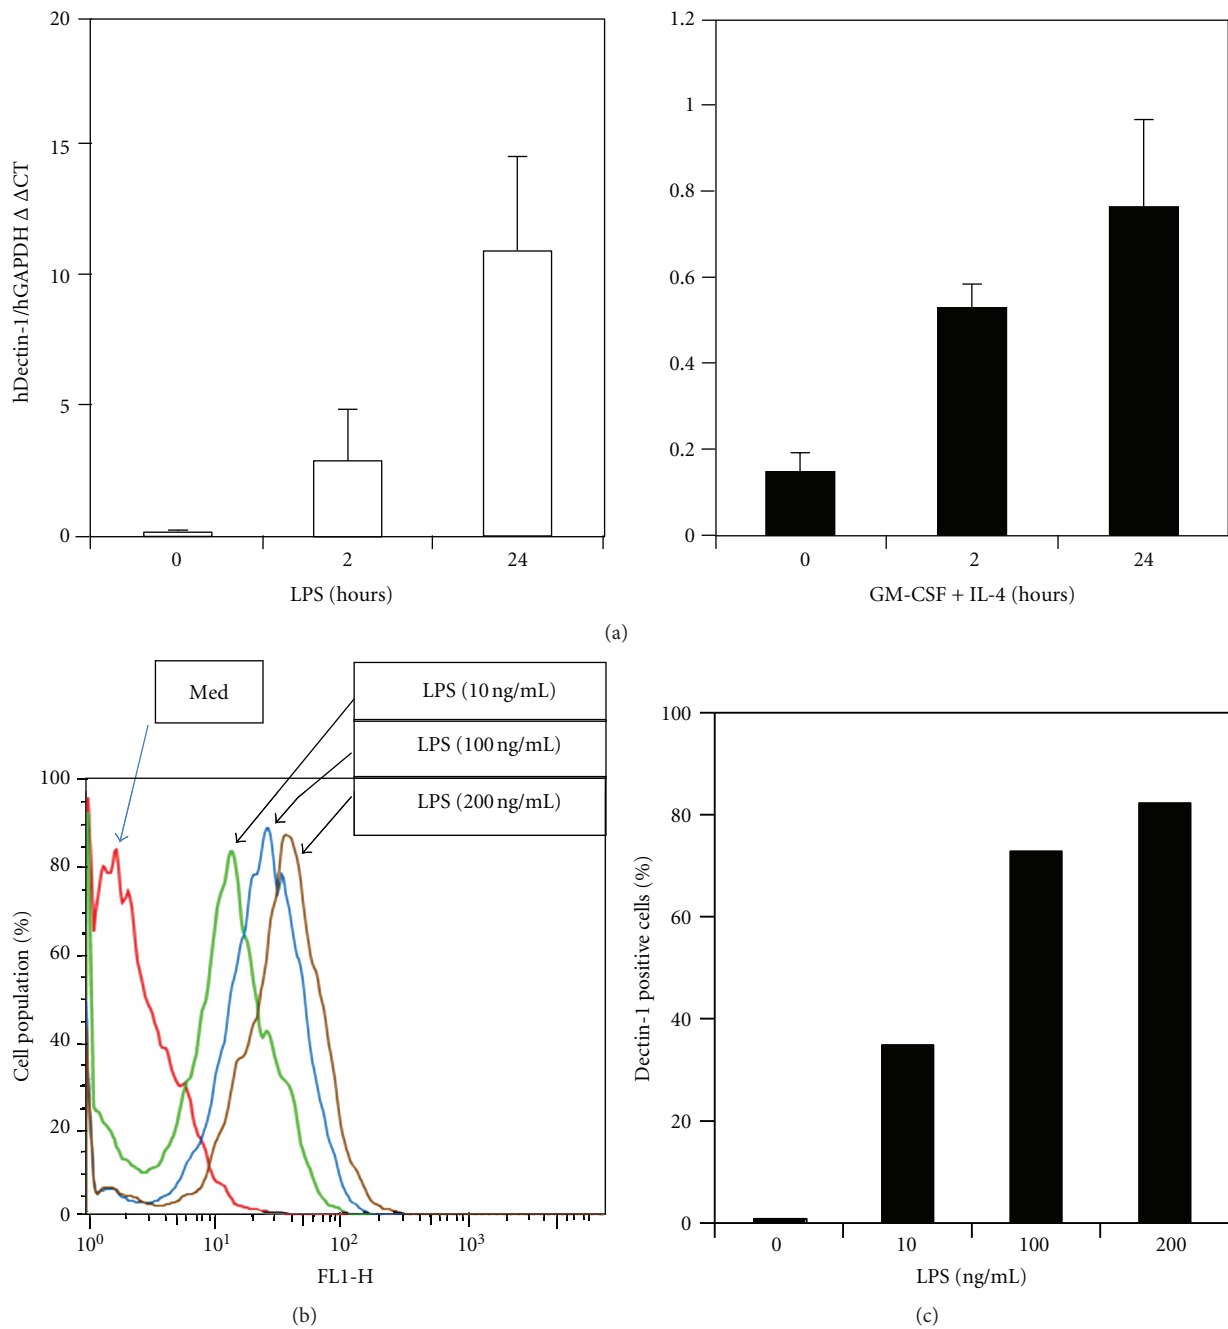 20
15
10
5
0
hDectin-1/hGAPDH Δ ΔCT
0 2 24
LPS (hours)
1.2
1
0.8
0.6
0.4
0.2
0
0 2 24
GM-CSF + IL-4 (hours)
(a)
Med
LPS (10 ng/mL)
LPS (100 ng/mL)
LPS (200 ng/mL)
100
80
60
40
20
0
Cell population (%)
10⁰ 10¹ 10² 10³
FL1-H
(b)
100
80
60
40
20
0
Dectin-1 positive cells (%)
0 10 100 200
LPS (ng/mL)
(c)